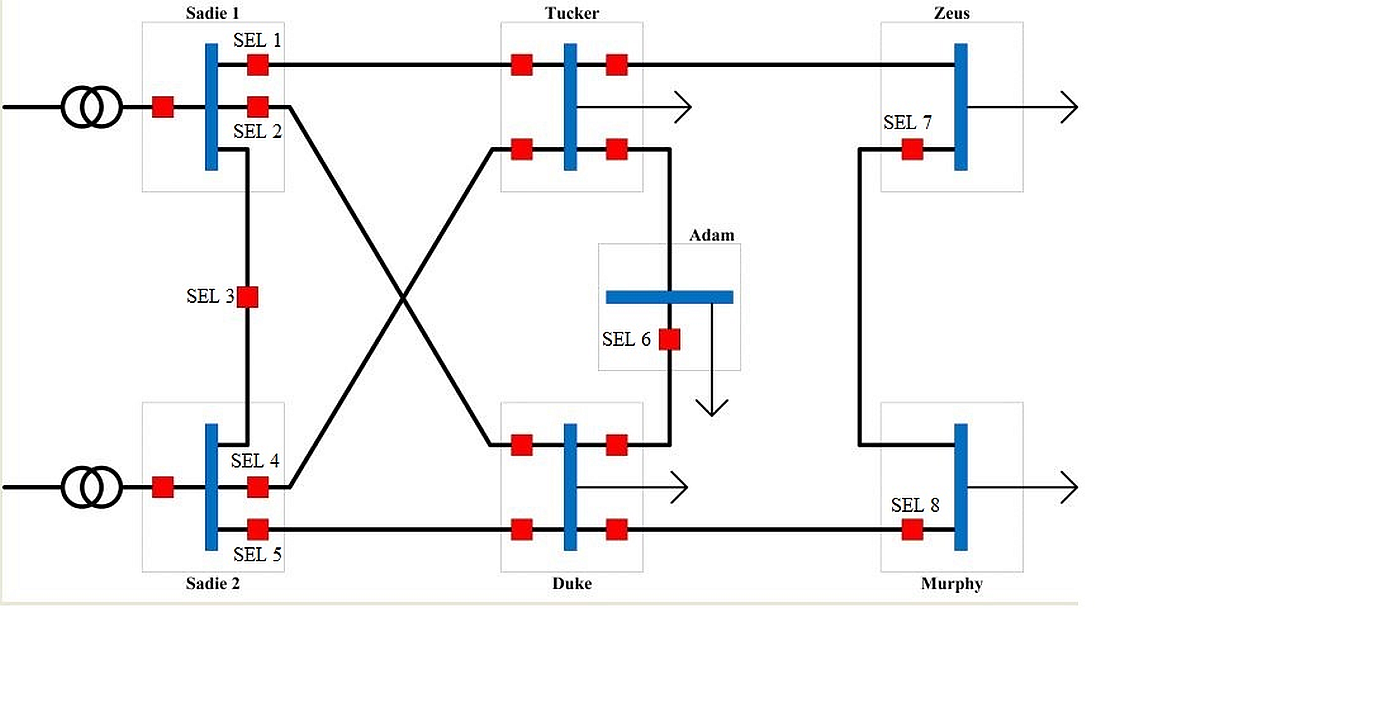 Sadie 1
Tucker
Zeus
SEL 1
SEL 2
SEL 7
Adam
SEL 3
SEL 6
SEL 4
SEL 8
SEL 5
Sadie 2
Duke
Murphy